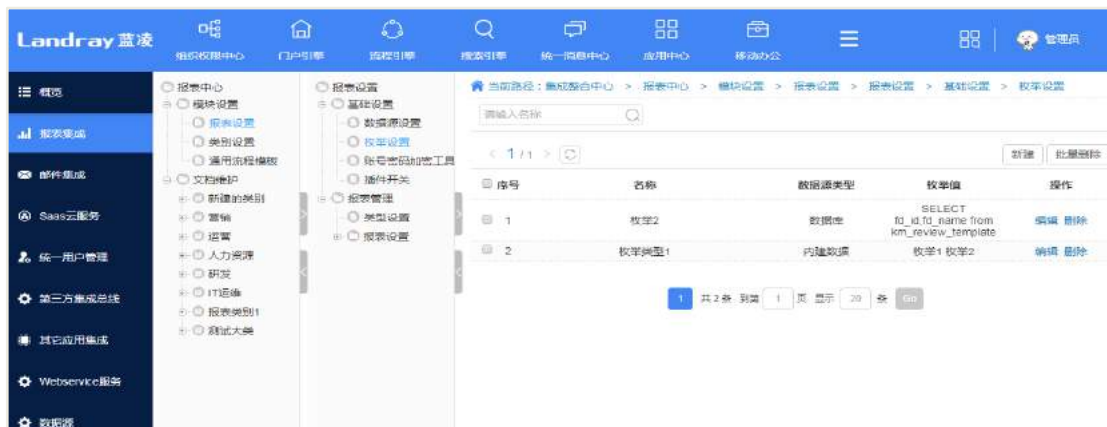 Landray 蓝凌
组织权限中心
门户引擎
流程引擎
搜索引擎
统一消息中心
应用中心
移动办公
管理员
概览
报表集成
邮件集成
Saas云服务
统一用户管理
第三方集成总线
其它应用集成
Webservice服务
数据源
报表中心
模块设置
报表设置
类别设置
通用流程模板
文档维护
新建的类别
营销
运营
人力资源
研发
IT运维
报表类别1
测试大类
报表设置
基础设置
数据源设置
枚举设置
账号密码加密工具
插件开关
报表管理
类型设置
报表设置
当前路径：集成整合中心 > 报表中心 > 模块设置 > 报表设置 > 报表设置 > 基础设置 > 枚举设置
请输入名称
1 / 1
新建 批量删除
序号 名称 数据源类型 枚举值 操作
1 枚举2 数据库 SELECT fd_id,fd_name from km_review_template 编辑 删除
2 枚举类型1 内建数据 枚举1 枚举2 编辑 删除
1 共2条 到第 1 页 显示 20 条 Go